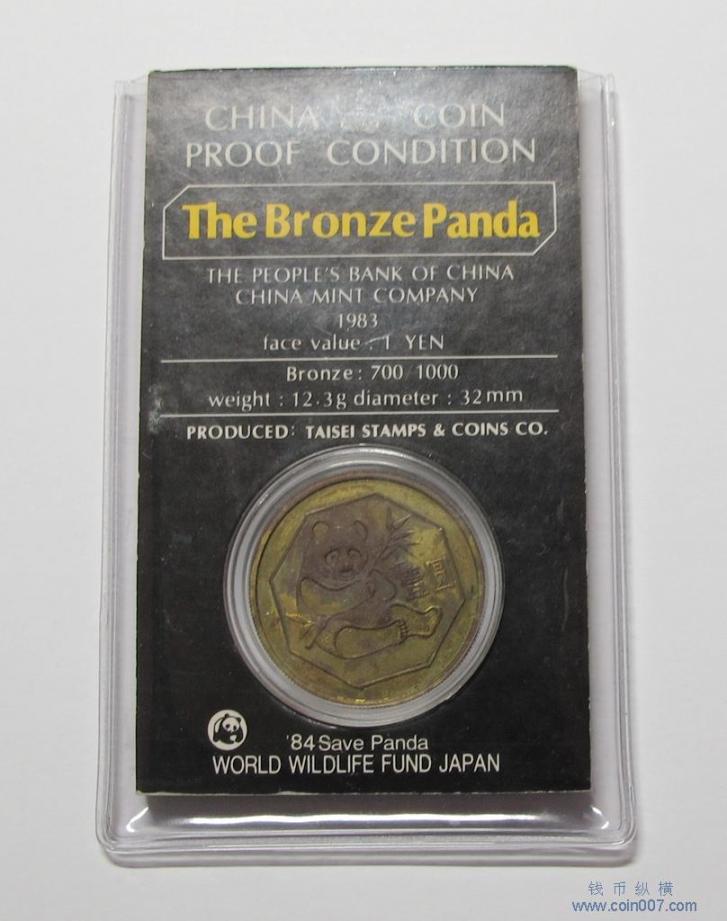 CHINA COIN
PROOF CONDITION
The Bronze Panda
THE PEOPLE'S BANK OF CHINA
CHINA MINT COMPANY
1983
face value : 1 YEN
Bronze : 700/1000
weight : 12.3g diameter : 32mm
PRODUCED: TAISEI STAMPS & COINS CO.
'84 Save Panda
WORLD WILDLIFE FUND JAPAN
钱币纵横
www.coin007.com